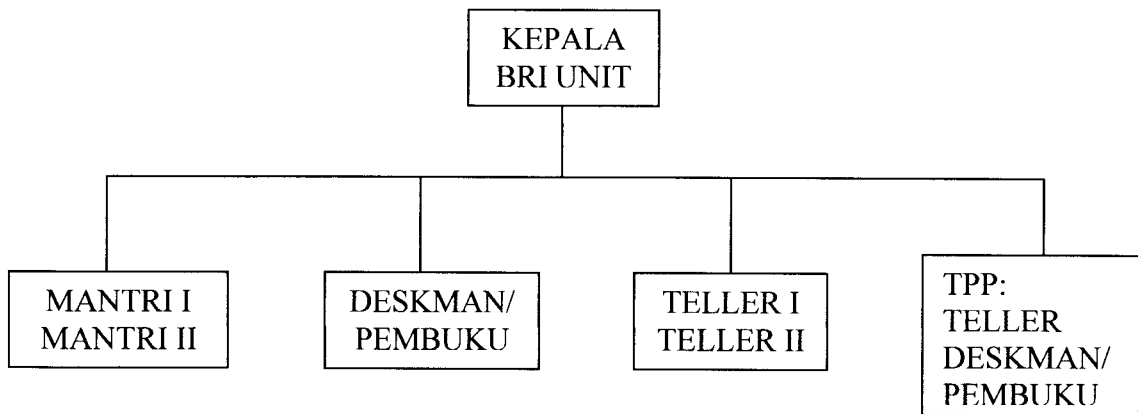 KEPALA
BRI UNIT
MANTRI I
MANTRI II
DESKMAN/
PEMBUKU
TELLER I
TELLER II
TPP:
TELLER
DESKMAN/
PEMBUKU